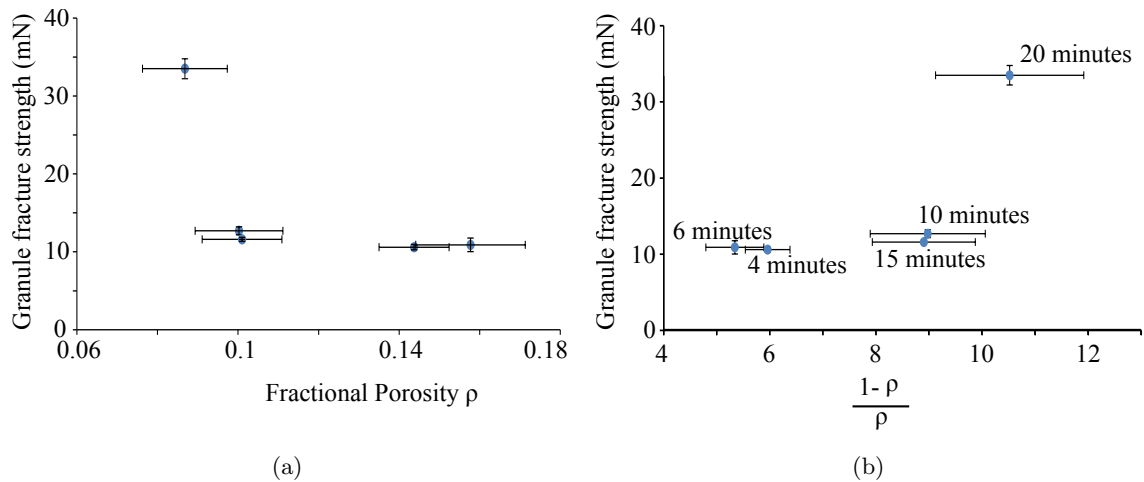 Granule fracture strength (mN)
40
30
20
10
0
0.06
0.1
0.14
0.18
Fractional Porosity ρ
(a)
Granule fracture strength (mN)
40
30
20
10
0
20 minutes
10 minutes
6 minutes
4 minutes
15 minutes
4
6
8
10
12
1- ρ
ρ
(b)